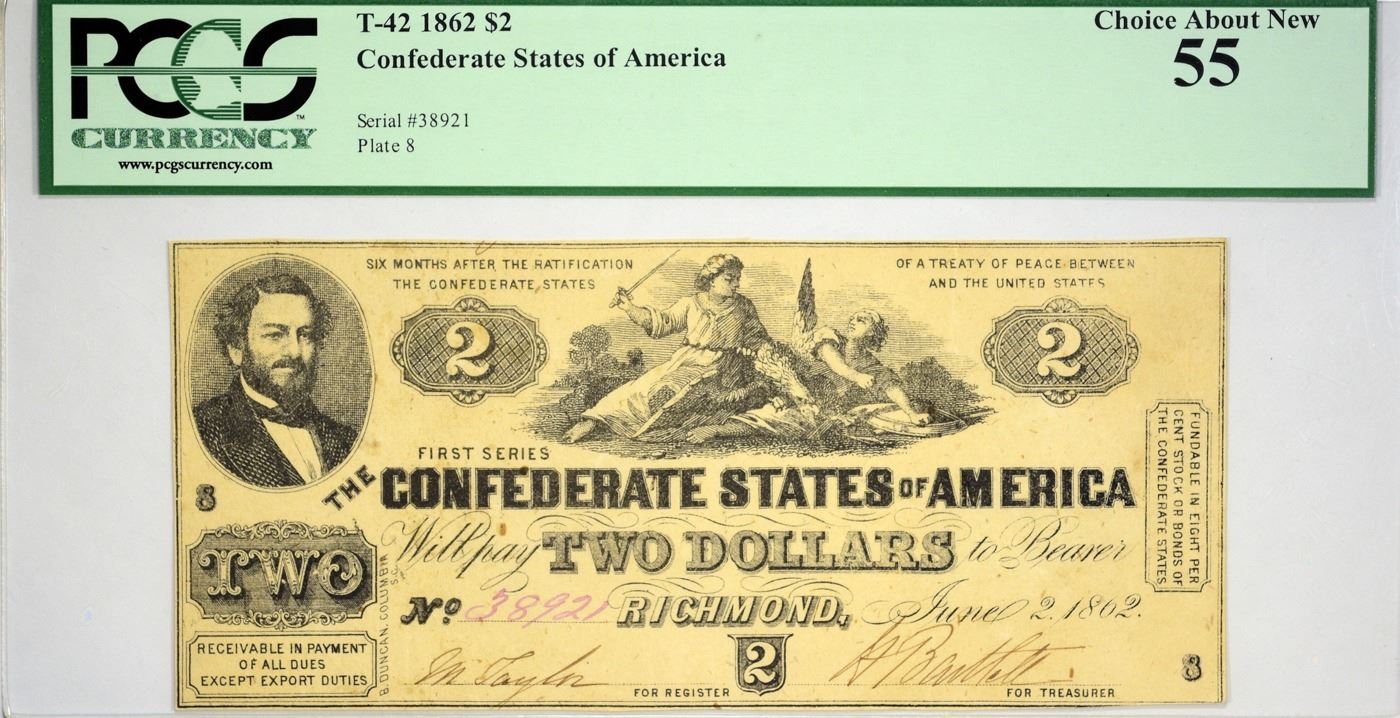 PCGS
CURRENCY
www.pcgscurrency.com
T-42 1862 $2
Confederate States of America
Serial #38921
Plate 8
Choice About New
55
SIX MONTHS AFTER THE RATIFICATION
THE CONFEDERATE STATES
OF A TREATY OF PEACE BETWEEN
AND THE UNITED STATES
2
2
FIRST SERIES
THE CONFEDERATE STATES OF AMERICA
8
Will pay TWO DOLLARS to Bearer
TWO
No 38921 RICHMOND, June 2, 1862.
B. DUNCAN. COLUMBIA
S.C.
RECEIVABLE IN PAYMENT
OF ALL DUES
EXCEPT EXPORT DUTIES
M Taylor
FOR REGISTER
2
H Bartlett
FOR TREASURER
8
FUNDABLE IN EIGHT PER
CENT STOCK OR BONDS OF
THE CONFEDERATE STATES